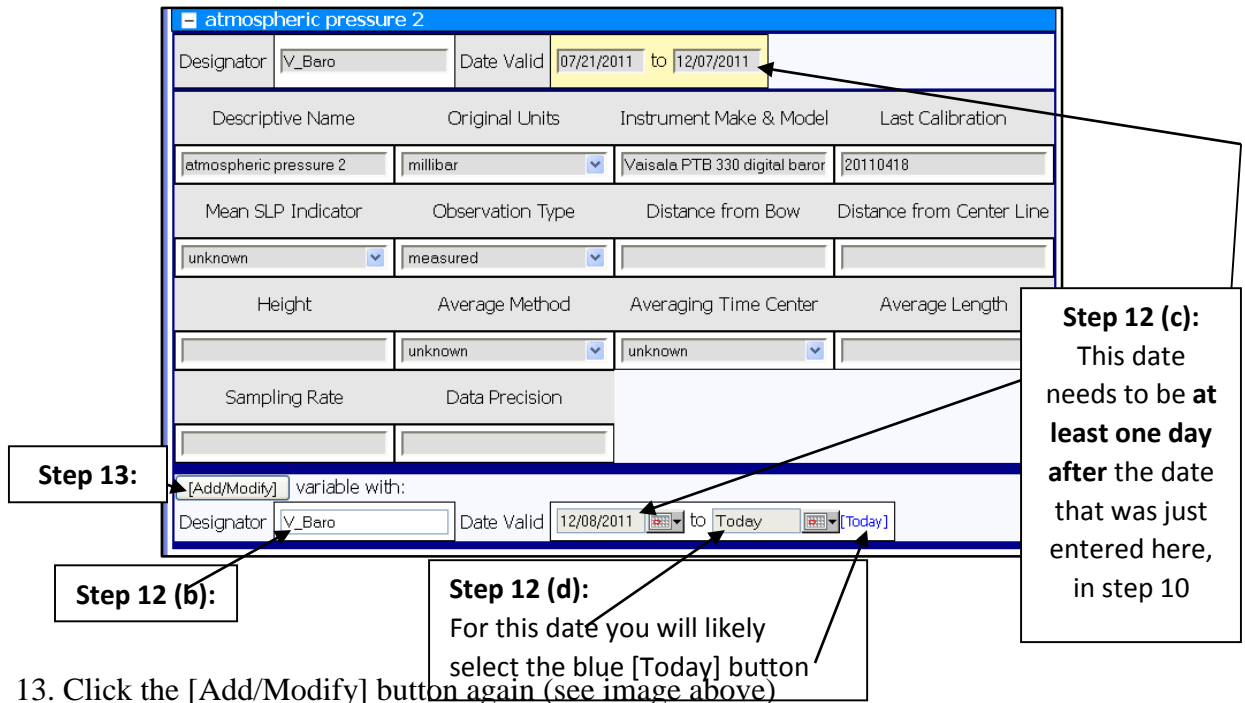 atmospheric pressure 2
Designator V_Baro Date Valid 07/21/2011 to 12/07/2011
Descriptive Name Original Units Instrument Make & Model Last Calibration
atmospheric pressure 2 millibar Vaisala PTB 330 digital baror 20110418
Mean SLP Indicator Observation Type Distance from Bow Distance from Center Line
unknown measured
Height Average Method Averaging Time Center Average Length
unknown unknown
Sampling Rate Data Precision
Step 12 (c):
This date
needs to be at
least one day
after the date
that was just
entered here,
in step 10
Step 13:
[Add/Modify] variable with:
Designator V_Baro Date Valid 12/08/2011 to Today [Today]
Step 12 (b):
Step 12 (d):
For this date you will likely
select the blue [Today] button
13. Click the [Add/Modify] button again (see image above)